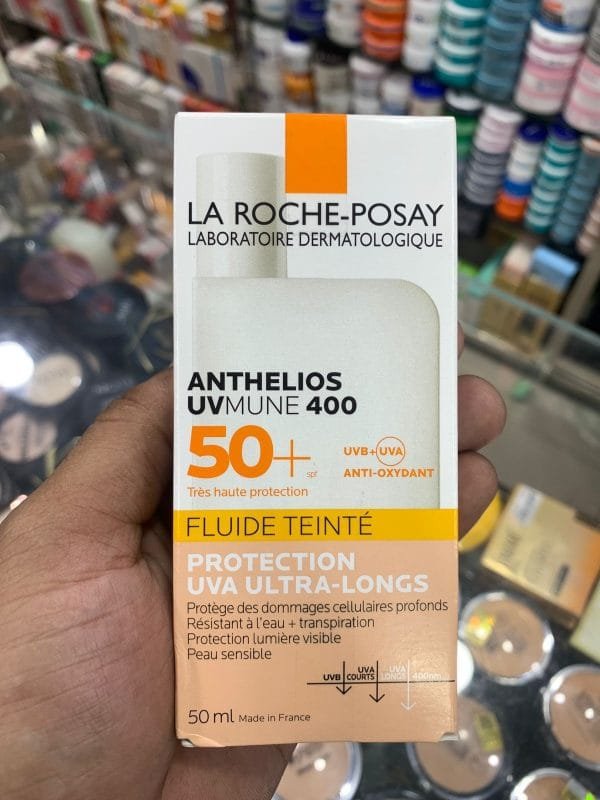 LA ROCHE-POSAY
LABORATOIRE DERMATOLOGIQUE
ANTHELIOS
UVMUNE 400
50+
spf
UVB+UVA
ANTI-OXYDANT
Très haute protection
FLUIDE TEINTÉ
PROTECTION
UVA ULTRA-LONGS
Protège des dommages cellulaires profonds
Résistant à l'eau + transpiration
Protection lumière visible
Peau sensible
UVB
UVA
COURTS
UVA
LONGS
400nm
50 ml Made in France